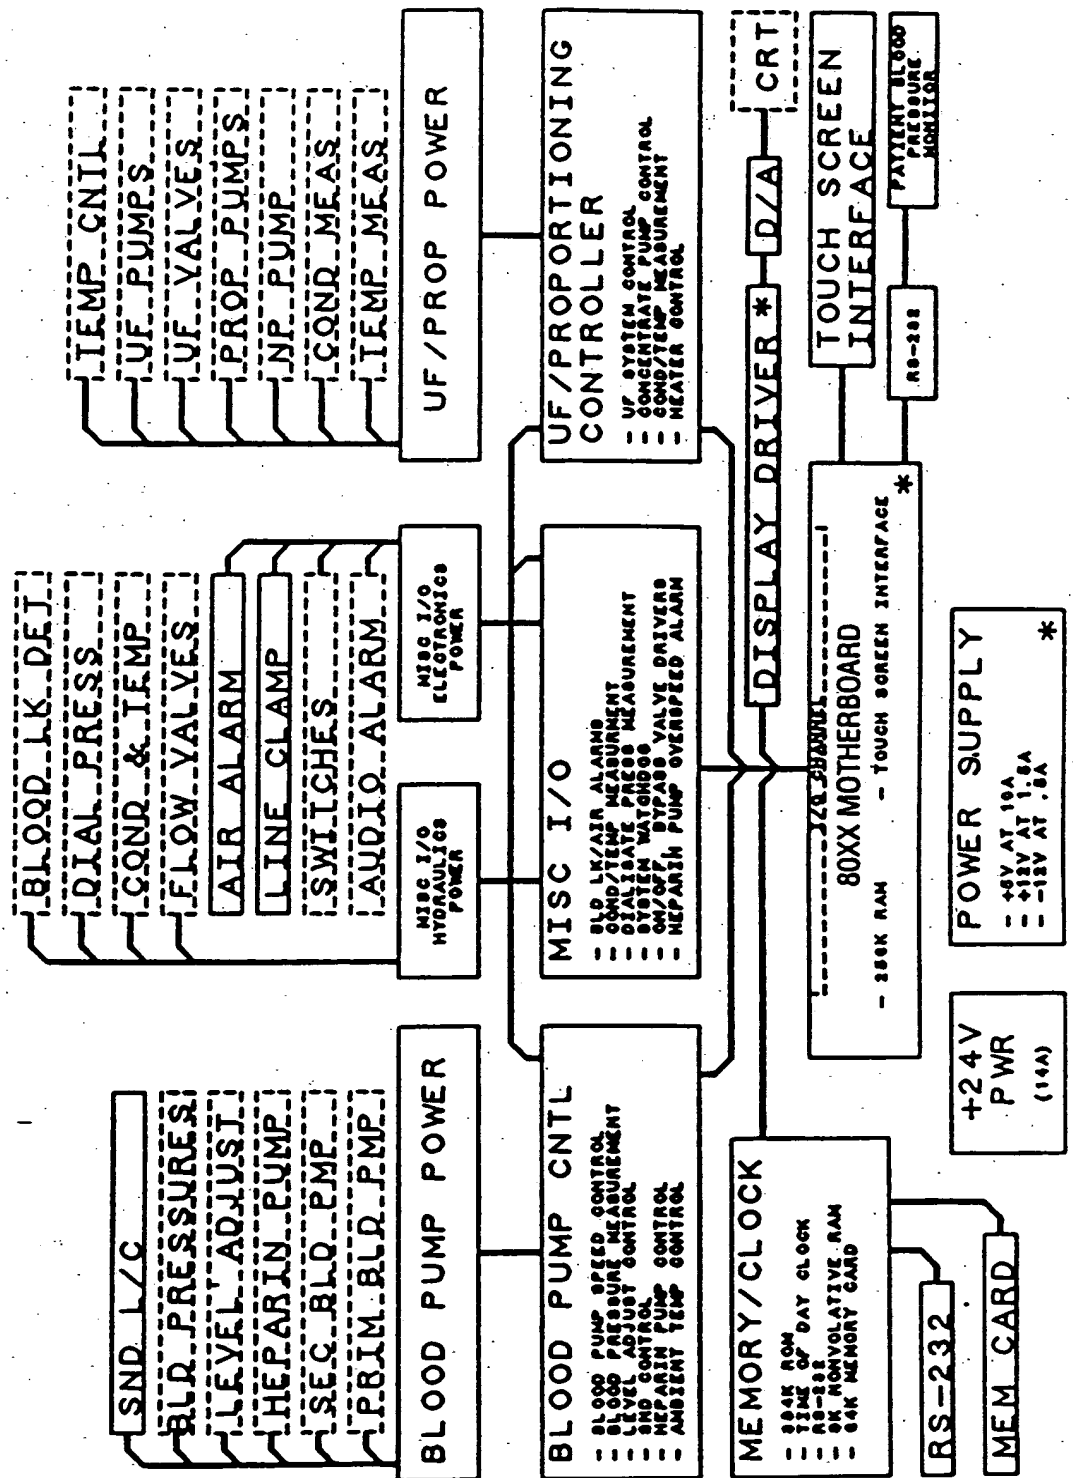 SND L/C
BLD PRESSURES
LEVEL ADJUST
HEPARIN PUMP
SEC BLD PMP
PRIM BLD PMP
BLOOD LK DET
DIAL PRESS
COND & TEMP
FLOW VALVES
AIR ALARM
LINE CLAMP
SWITCHES
AUDIO ALARM
TEMP CNTL
UF PUMPS
UF VALVES
PROP PUMPS
NP PUMP
COND MEAS
TEMP MEAS
BLOOD PUMP POWER
MISC I/O
HYDRAULICS
POWER
MISC I/O
ELECTRONICS
POWER
UF/PROP POWER
BLOOD PUMP CNTL
- BLOOD PUMP SPEED CONTROL
- BLOOD PRESSURE MEASUREMENT
- LEVEL ADJUST CONTROL
- SND CONTROL
- HEPARIN PUMP CONTROL
- AMBIENT TEMP CONTROL
MISC I/O
- BLD LK/AIR ALARMS
- COND/TEMP MEASURMENT
- DIALISATE PRESS MEASUREMENT
- SYSTEM WATCHDOG
- ON/OFF, BYPASS VALVE DRIVERS
- HEPARIN PUMP OVERSPEED ALARM
UF/PROPORTIONING
CONTROLLER
- UF SYSTEM CONTROL
- CONCENTRATE PUMP CONTROL
- COND/TEMP MEASUREMENT
- HEATER CONTROL
MEMORY/CLOCK
- 384K ROM
- TIME OF DAY CLOCK
- RS-232
- 8K NONVOLATIVE RAM
- 64K MEMORY CARD
DISPLAY DRIVER *
D/A
CRT
I/O CHANNEL
80XX MOTHERBOARD
- 256K RAM - TOUCH SCREEN INTERFACE
*
TOUCH SCREEN
INTERFACE
RS-232
PATIENT BLOOD
PRESSURE
MONITOR
RS-232
MEM CARD
+24V
PWR
(14A)
POWER SUPPLY
- +5V AT 10A
- +12V AT 1.5A
- -12V AT .5A
*